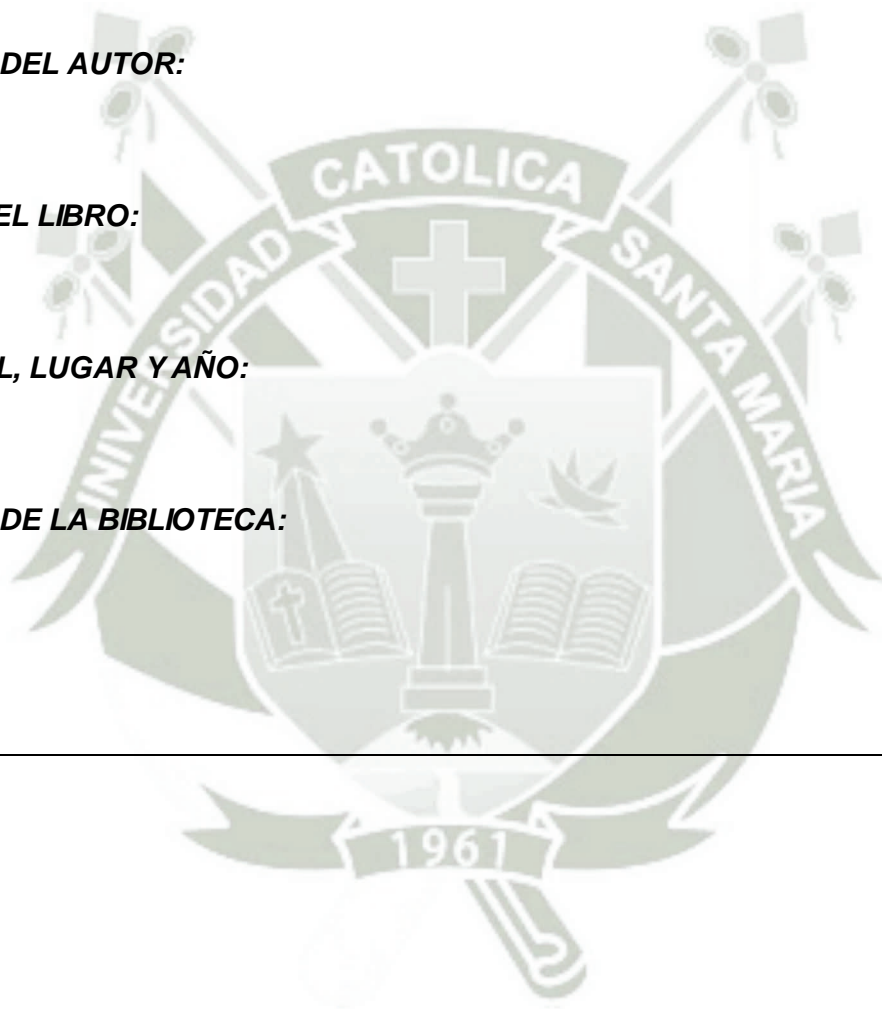 DEL AUTOR:
CATOLICA
EL LIBRO:
UNIVERSIDAD
SANTA MARIA
L, LUGAR Y AÑO:
DE LA BIBLIOTECA:
1961